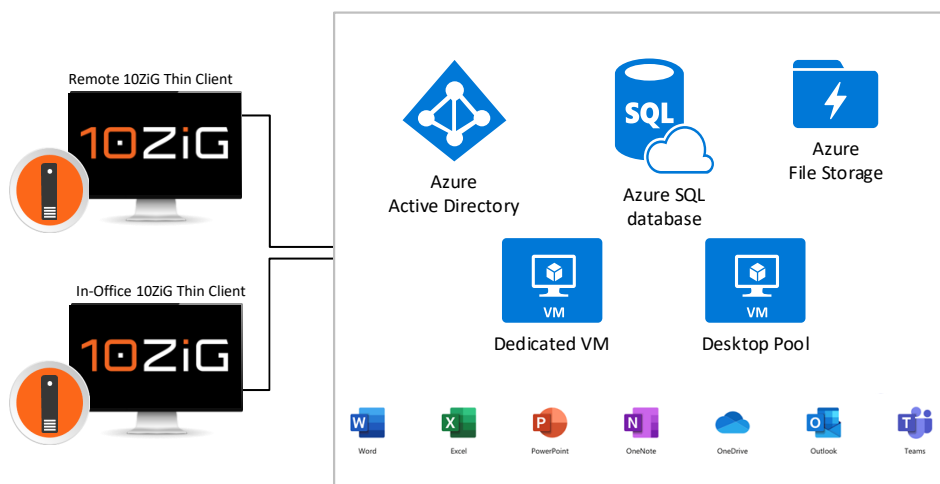 Remote 10ZiG Thin Client
10ZiG
In-Office 10ZiG Thin Client
10ZiG
Azure
Active Directory
SQL
Azure SQL
database
Azure
File Storage
VM
Dedicated VM
VM
Desktop Pool
W
Word
X
Excel
P
PowerPoint
N
OneNote
OneDrive
O
Outlook
T
Teams